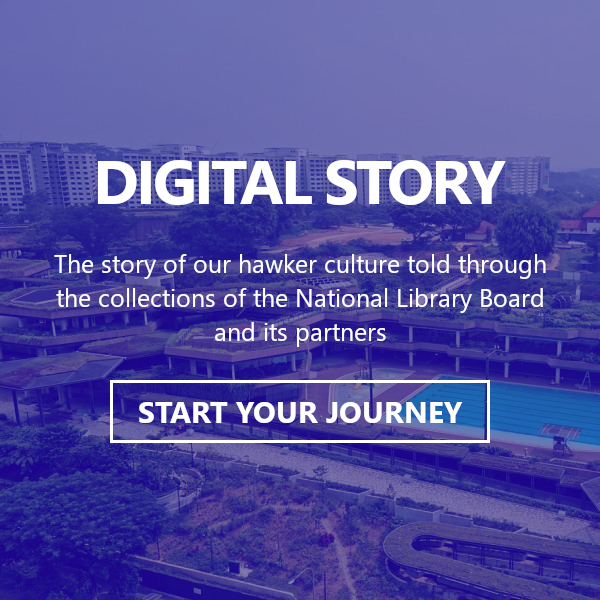 DIGITAL STORY
The story of our hawker culture told through
the collections of the National Library Board
and its partners
START YOUR JOURNEY